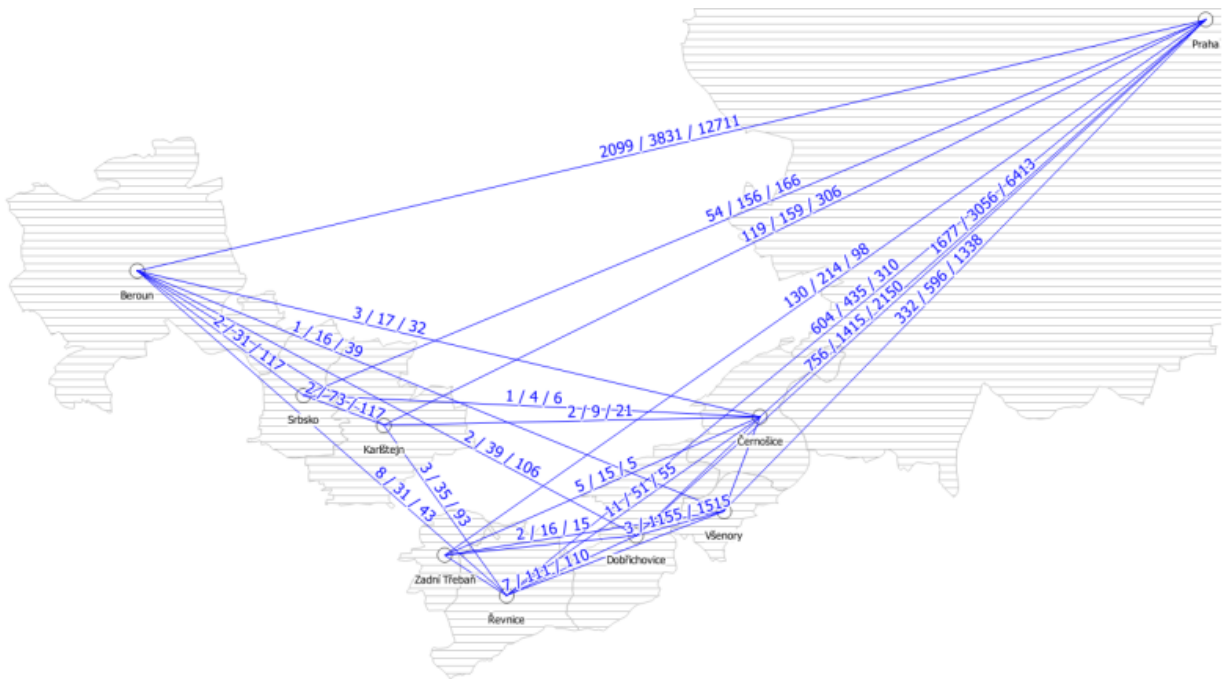 Praha
2099 / 3831 / 12711
54 / 156 / 166
119 / 159 / 306
1677 / 3056 / 6413
130 / 214 / 98
604 / 435 / 310
332 / 596 / 1338
756 / 1415 / 2150
Beroun
3 / 17 / 32
1 / 16 / 39
2 / 31 / 117
2 / 73 / 117
1 / 4 / 6
2 / 9 / 21
Srbsko
Karlštejn
Černošice
2 / 39 / 106
5 / 15 / 5
3 / 35 / 93
8 / 31 / 43
11 / 51 / 55
2 / 16 / 15
3 / 1155 / 1515
Všenory
Dobřichovice
Zadní Třebaň
7 / 111 / 110
Řevnice